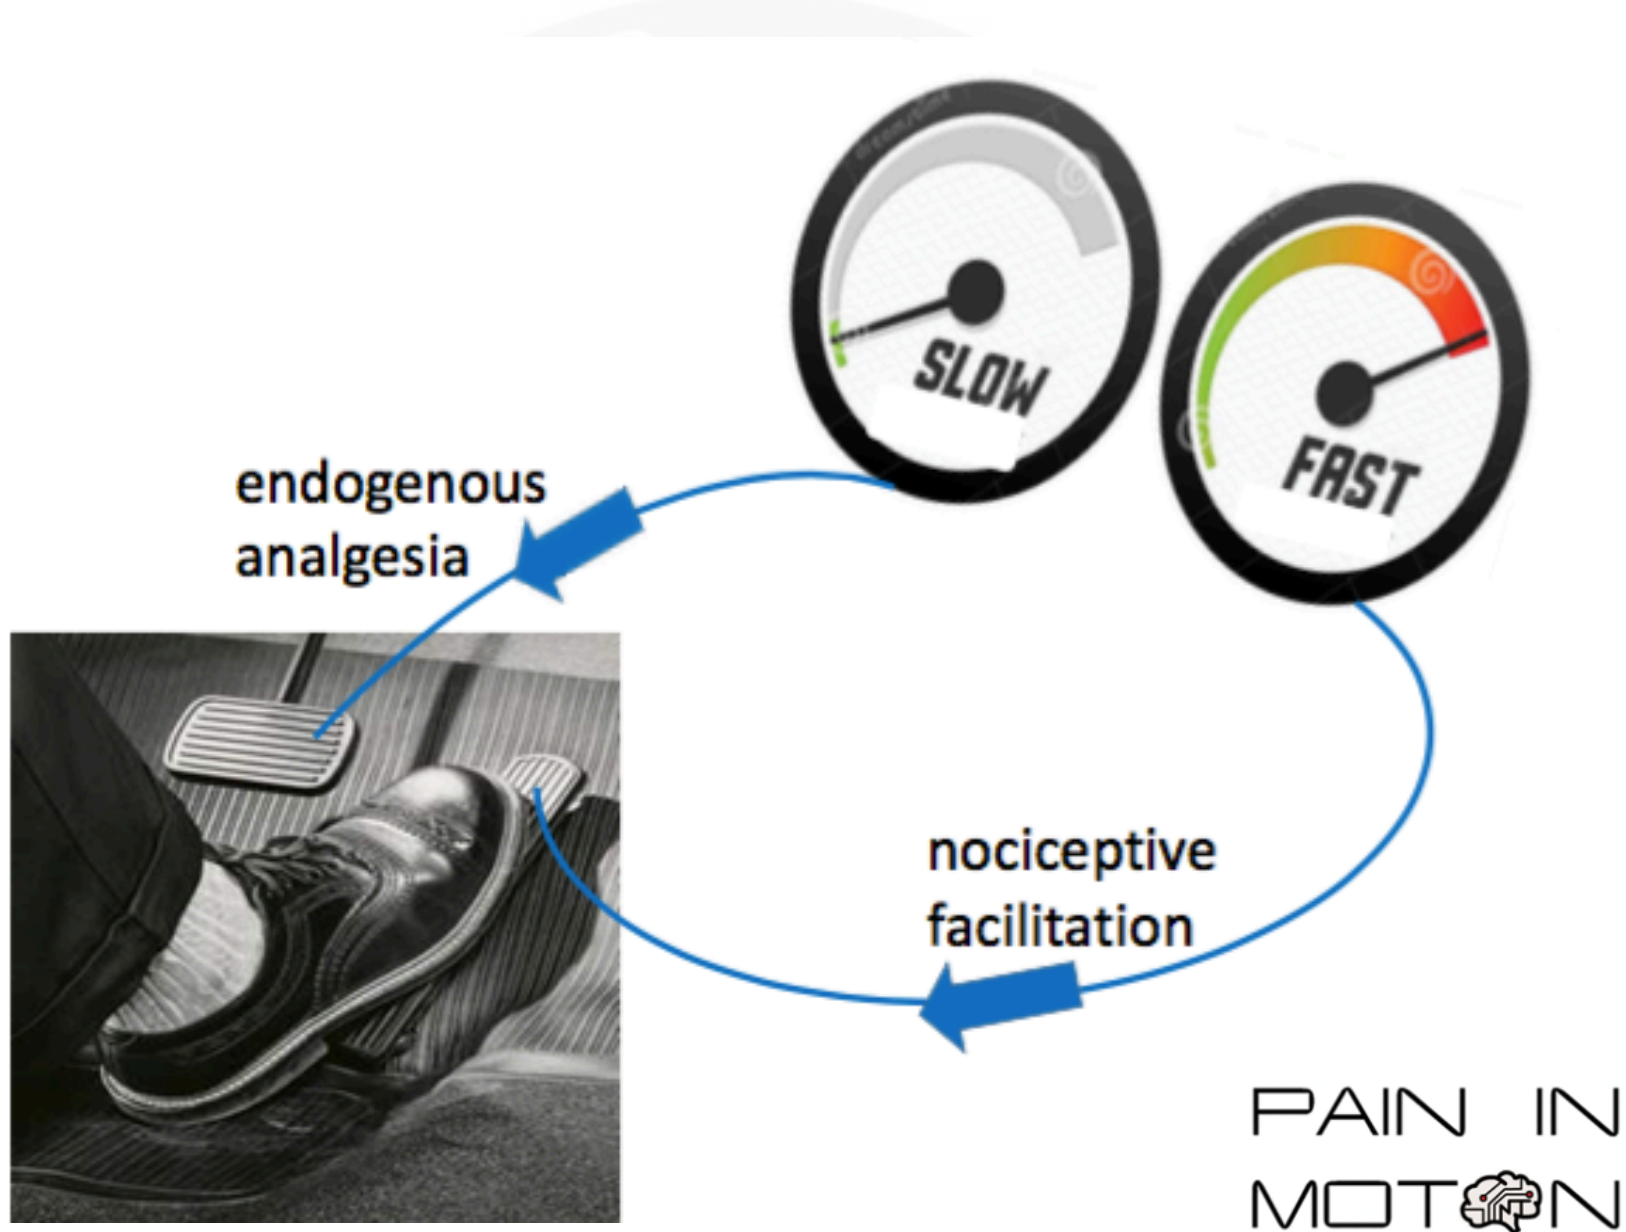 SLOW
FAST
endogenous
analgesia
nociceptive
facilitation
PAIN IN
MOTION